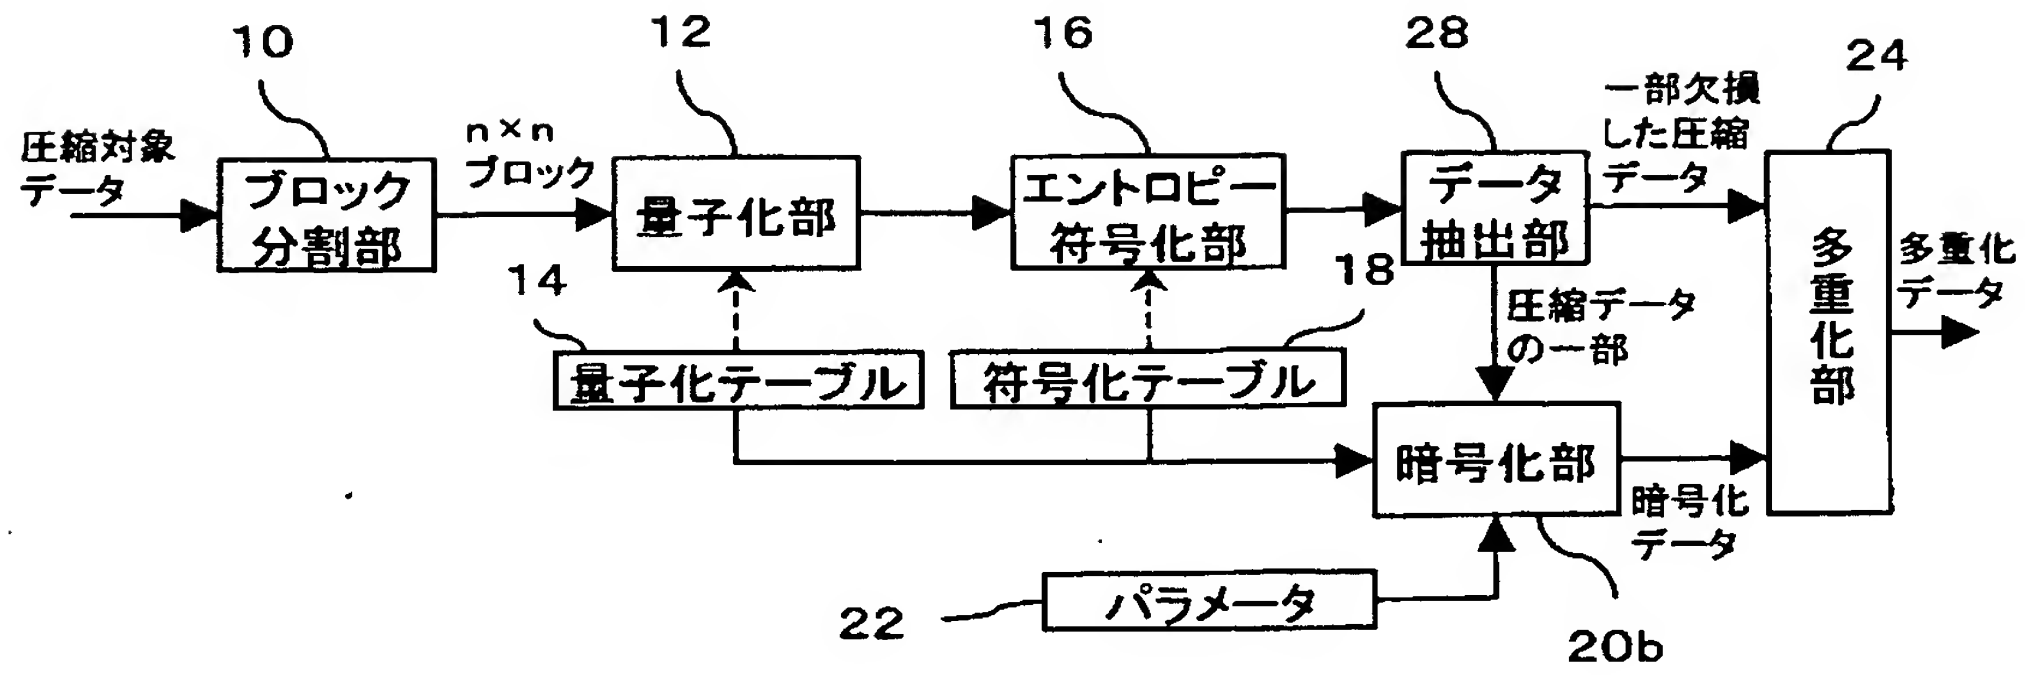 10
12
16
28
24
圧縮対象
データ
ブロック
分割部
n×n
ブロック
量子化部
エントロピー
符号化部
データ
抽出部
一部欠損
した圧縮
データ
多重化部
多重化
データ
14
18
圧縮データ
の一部
量子化テーブル
符号化テーブル
暗号化部
暗号化
データ
22
パラメータ
20b